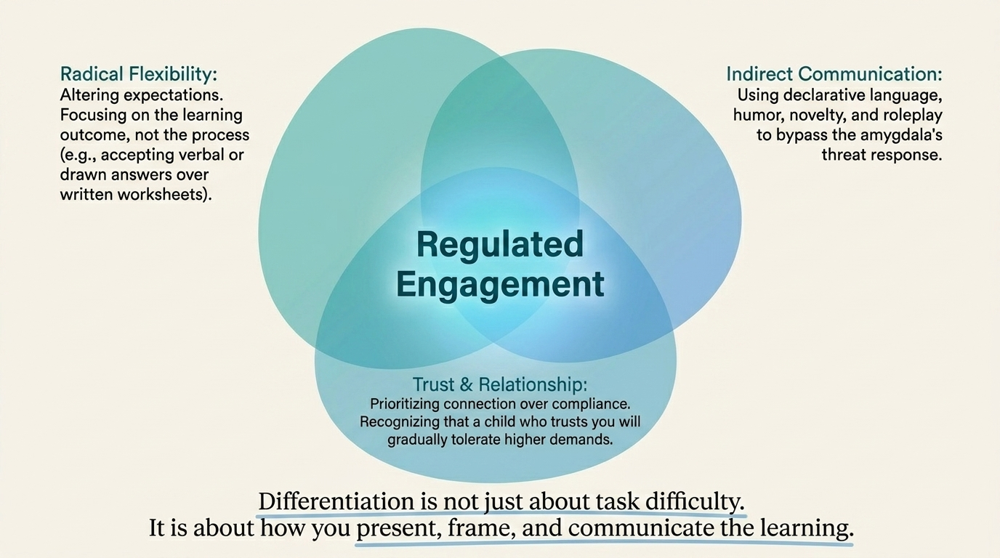 Radical Flexibility:
Altering expectations.
Focusing on the learning
outcome, not the process
(e.g., accepting verbal or
drawn answers over
written worksheets).
Indirect Communication:
Using declarative language,
humor, novelty, and roleplay
to bypass the amygdala's
threat response.
Regulated
Engagement
Trust & Relationship:
Prioritizing connection over compliance.
Recognizing that a child who trusts you will
gradually tolerate higher demands.
Differentiation is not just about task difficulty.
It is about how you present, frame, and communicate the learning.